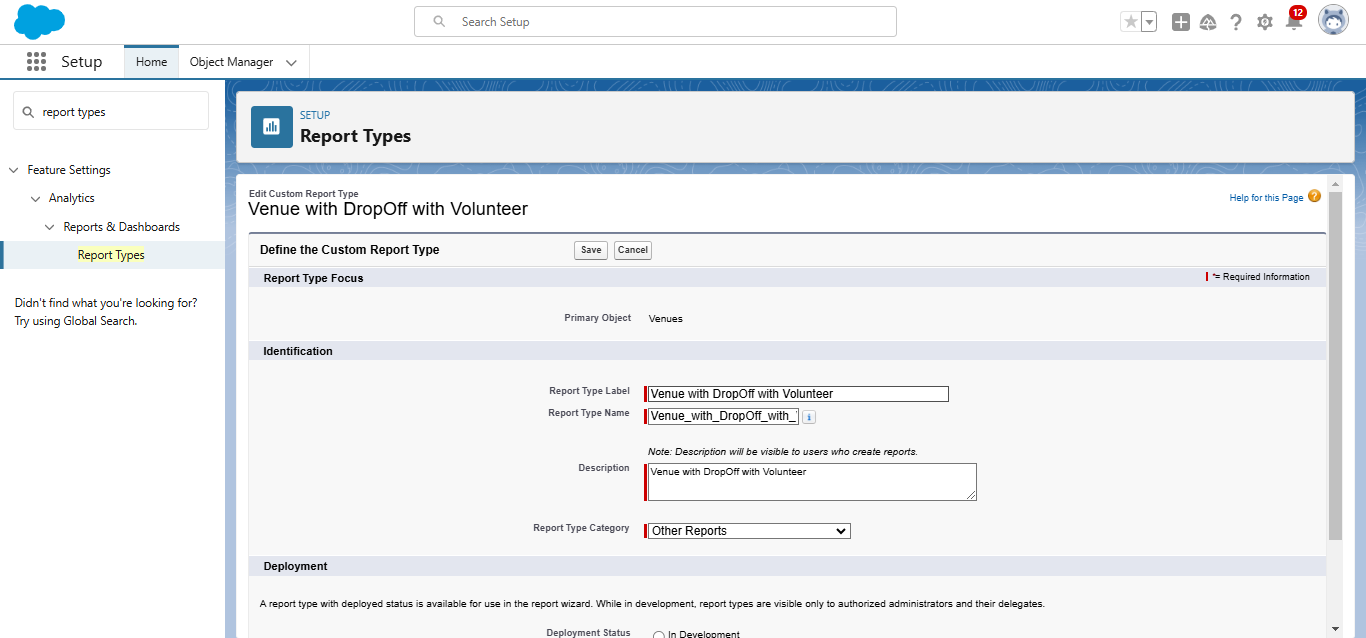 Search Setup
12
Setup
Home
Object Manager
report types
Feature Settings
Analytics
Reports & Dashboards
Report Types
Didn't find what you're looking for?
Try using Global Search.
SETUP
Report Types
Edit Custom Report Type
Venue with DropOff with Volunteer
Help for this Page ?
Define the Custom Report Type
Save
Cancel
Report Type Focus
*= Required Information
Primary Object Venues
Identification
Report Type Label Venue with DropOff with Volunteer
Report Type Name Venue_with_DropOff_with_
i
Note: Description will be visible to users who create reports.
Description Venue with DropOff with Volunteer
Report Type Category Other Reports
Deployment
A report type with deployed status is available for use in the report wizard. While in development, report types are visible only to authorized administrators and their delegates.
Deployment Status In Development